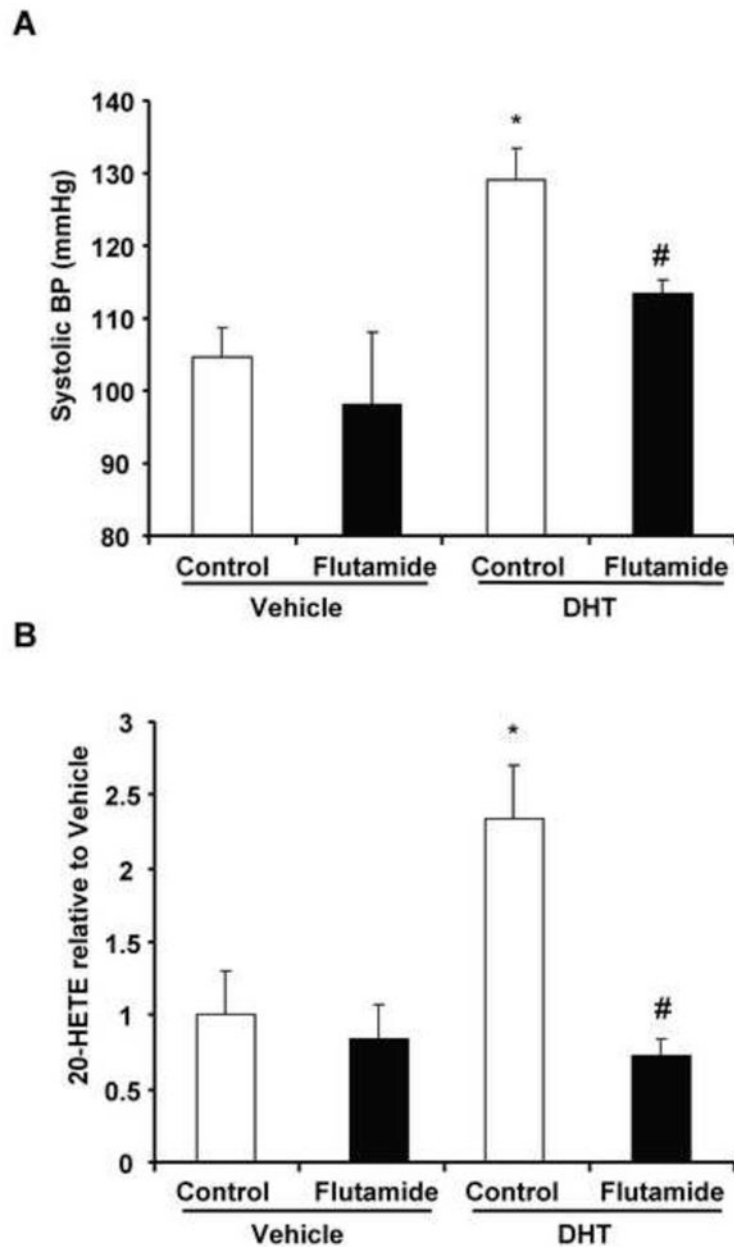 A
Systolic BP (mmHg)
140
130
120
110
100
90
80
*
#
Control Flutamide Control Flutamide
Vehicle DHT
B
20-HETE relative to Vehicle
3
2.5
2
1.5
1
0.5
0
*
#
Control Flutamide Control Flutamide
Vehicle DHT